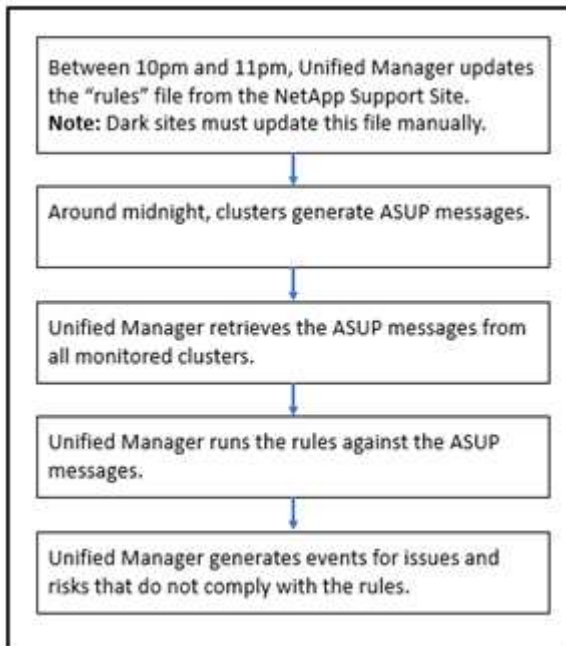 Between 10pm and 11pm, Unified Manager updates
the “rules” file from the NetApp Support Site.
Note: Dark sites must update this file manually.
Around midnight, clusters generate ASUP messages.
Unified Manager retrieves the ASUP messages from
all monitored clusters.
Unified Manager runs the rules against the ASUP
messages.
Unified Manager generates events for issues and
risks that do not comply with the rules.